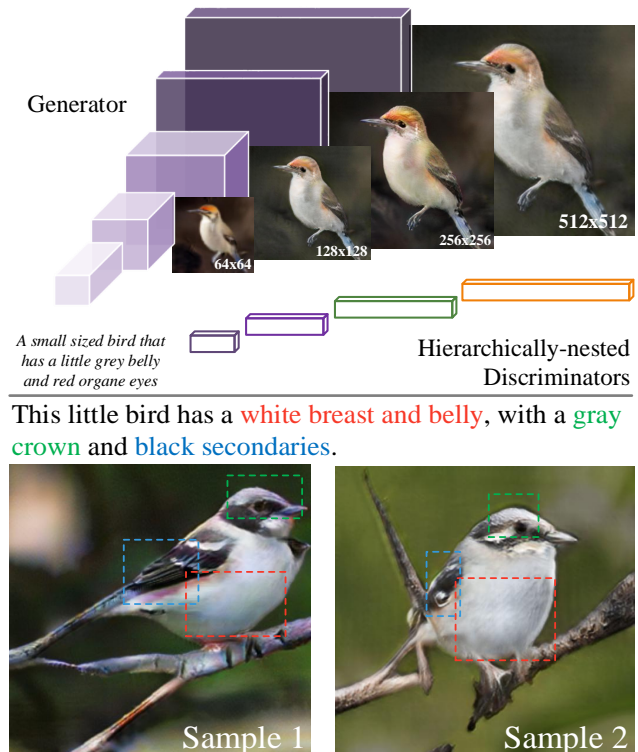 Generator
64x64
128x128
256x256
512x512
A small sized bird that
has a little grey belly
and red organe eyes
Hierarchically-nested
Discriminators
This little bird has a white breast and belly, with a gray
crown and black secondaries.
Sample 1
Sample 2